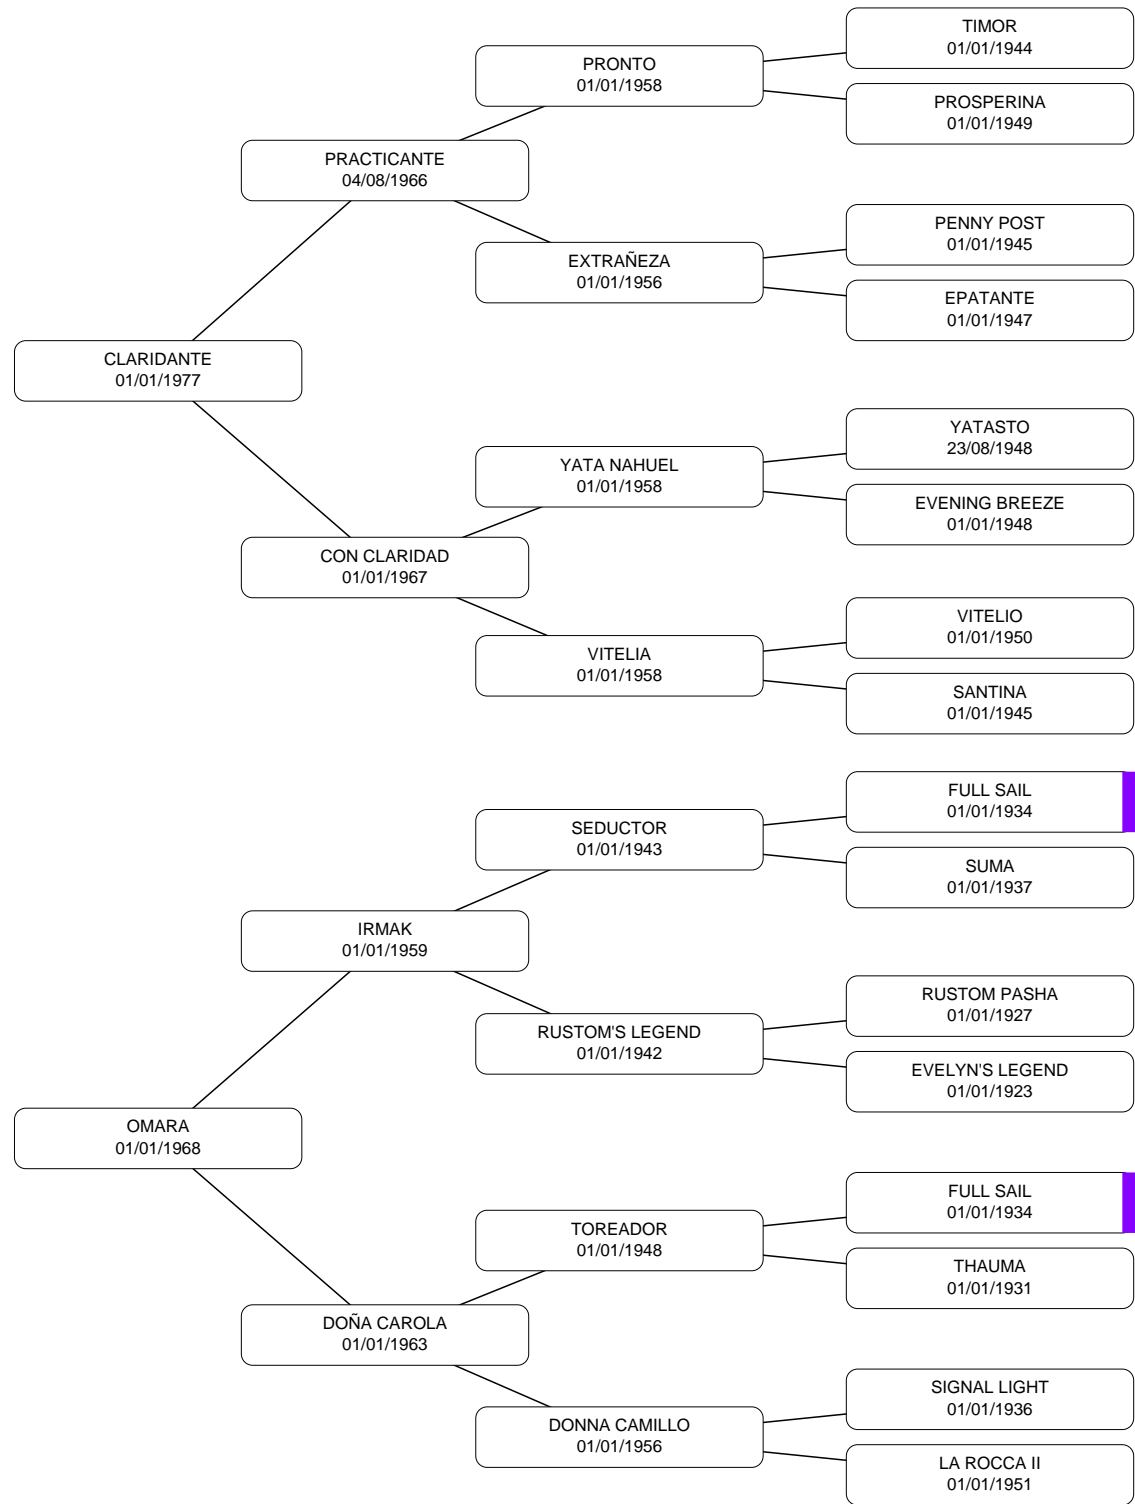 TIMOR
01/01/1944
PRONTO
01/01/1958
PROSPERINA
01/01/1949
PRACTICANTE
04/08/1966
PENNY POST
01/01/1945
EXTRAÑEZA
01/01/1956
EPATANTE
01/01/1947
CLARIDANTE
01/01/1977
YATASTO
23/08/1948
YATA NAHUEL
01/01/1958
EVENING BREEZE
01/01/1948
CON CLARIDAD
01/01/1967
VITELIO
01/01/1950
VITELIA
01/01/1958
SANTINA
01/01/1945
FULL SAIL
01/01/1934
SEDUCTOR
01/01/1943
SUMA
01/01/1937
IRMAK
01/01/1959
RUSTOM PASHA
01/01/1927
RUSTOM'S LEGEND
01/01/1942
EVELYN'S LEGEND
01/01/1923
OMARA
01/01/1968
FULL SAIL
01/01/1934
TOREADOR
01/01/1948
THAUMA
01/01/1931
DOÑA CAROLA
01/01/1963
SIGNAL LIGHT
01/01/1936
DONNA CAMILLO
01/01/1956
LA ROCCA II
01/01/1951